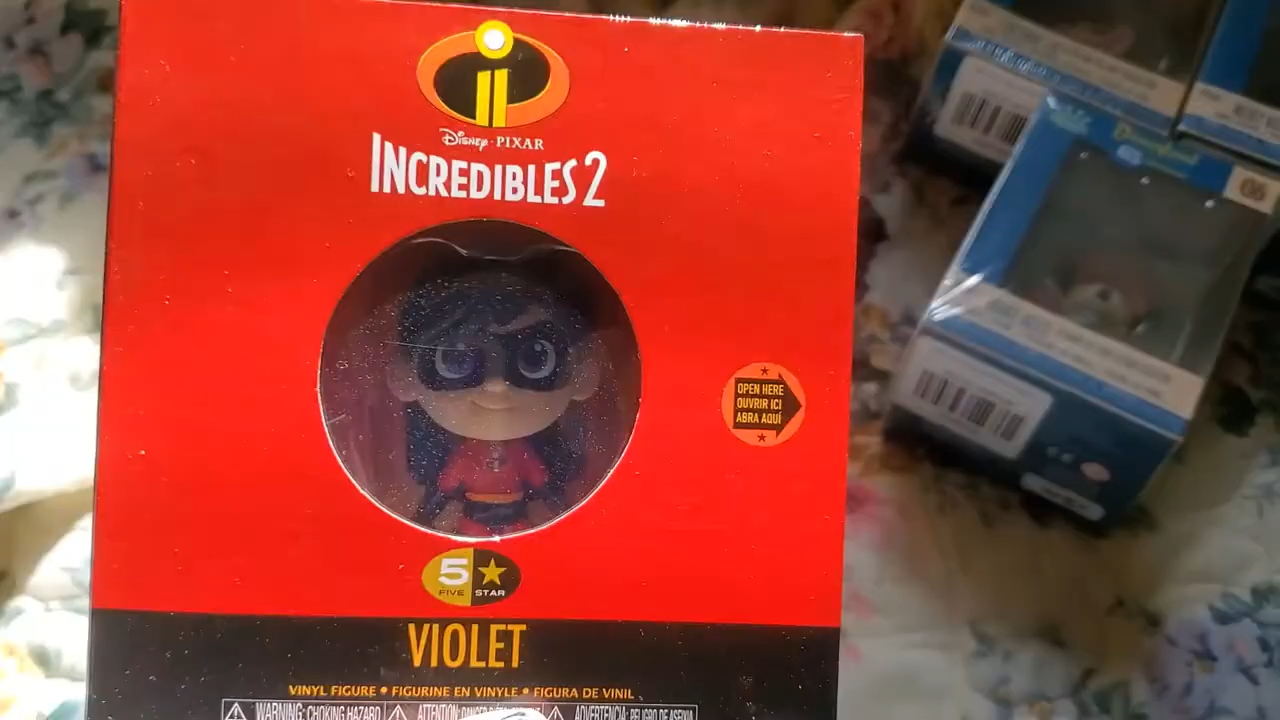 DISNEY · PIXAR
INCREDIBLES 2
OPEN HERE
OUVRIR ICI
ABRA AQUÍ
5
FIVE STAR
VIOLET
VINYL FIGURE • FIGURINE EN VINYLE • FIGURA DE VINIL
WARNING: CHOKING HAZARD ATTENTION: ADVERTENCIA: PELIGRO DE ASFIXIA